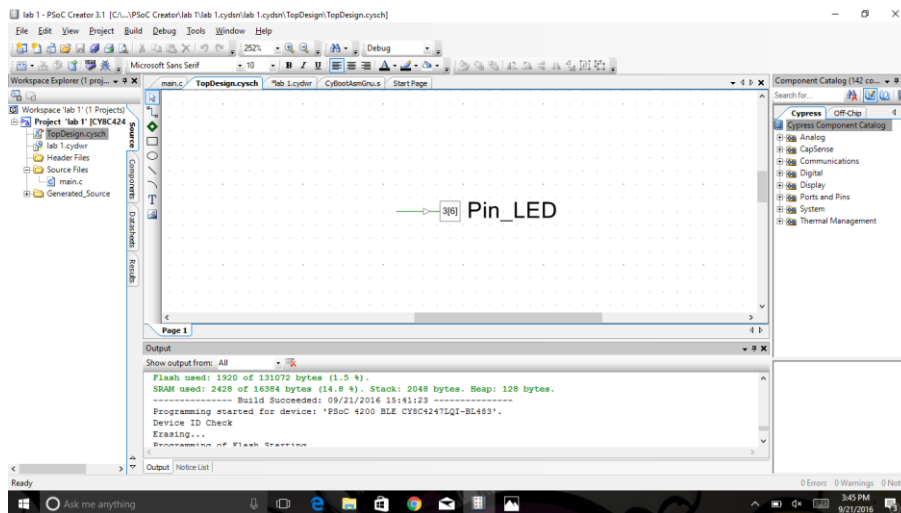 lab 1 - PSoC Creator 3.1 [C:\...\PSoC Creator\lab 1\lab 1.cydsn\lab 1.cydsn\TopDesign\TopDesign.cysch]
File Edit View Project Build Debug Tools Window Help
252% Debug
Microsoft Sans Serif 10 B I U
Workspace Explorer (1 proj...
main.c TopDesign.cysch *lab 1.cydwr CyBootAsmGnu.s Start Page
Component Catalog (142 co...
Search for...
Workspace 'lab 1' (1 Projects)
Project 'lab 1' [CY8C424
TopDesign.cysch
lab 1.cydwr
Header Files
Source Files
main.c
Generated_Source
Source
Components
Datasheets
Results
3[6] Pin_LED
Cypress Off-Chip
Cypress Component Catalog
Analog
CapSense
Communications
Digital
Display
Ports and Pins
System
Thermal Management
Page 1
Output
Show output from: All
Flash used: 1920 of 131072 bytes (1.5 %).
SRAM used: 2428 of 16384 bytes (14.8 %). Stack: 2048 bytes. Heap: 128 bytes.
--------------- Build Succeeded: 09/21/2016 15:41:23 ---------------
Programming started for device: 'PSoC 4200 BLE CY8C4247LQI-BL483'.
Device ID Check
Erasing...
Programming of Flash Starting
Output Notice List
Ready
0 Errors 0 Warnings 0 Not
Ask me anything
3:45 PM
9/21/2016